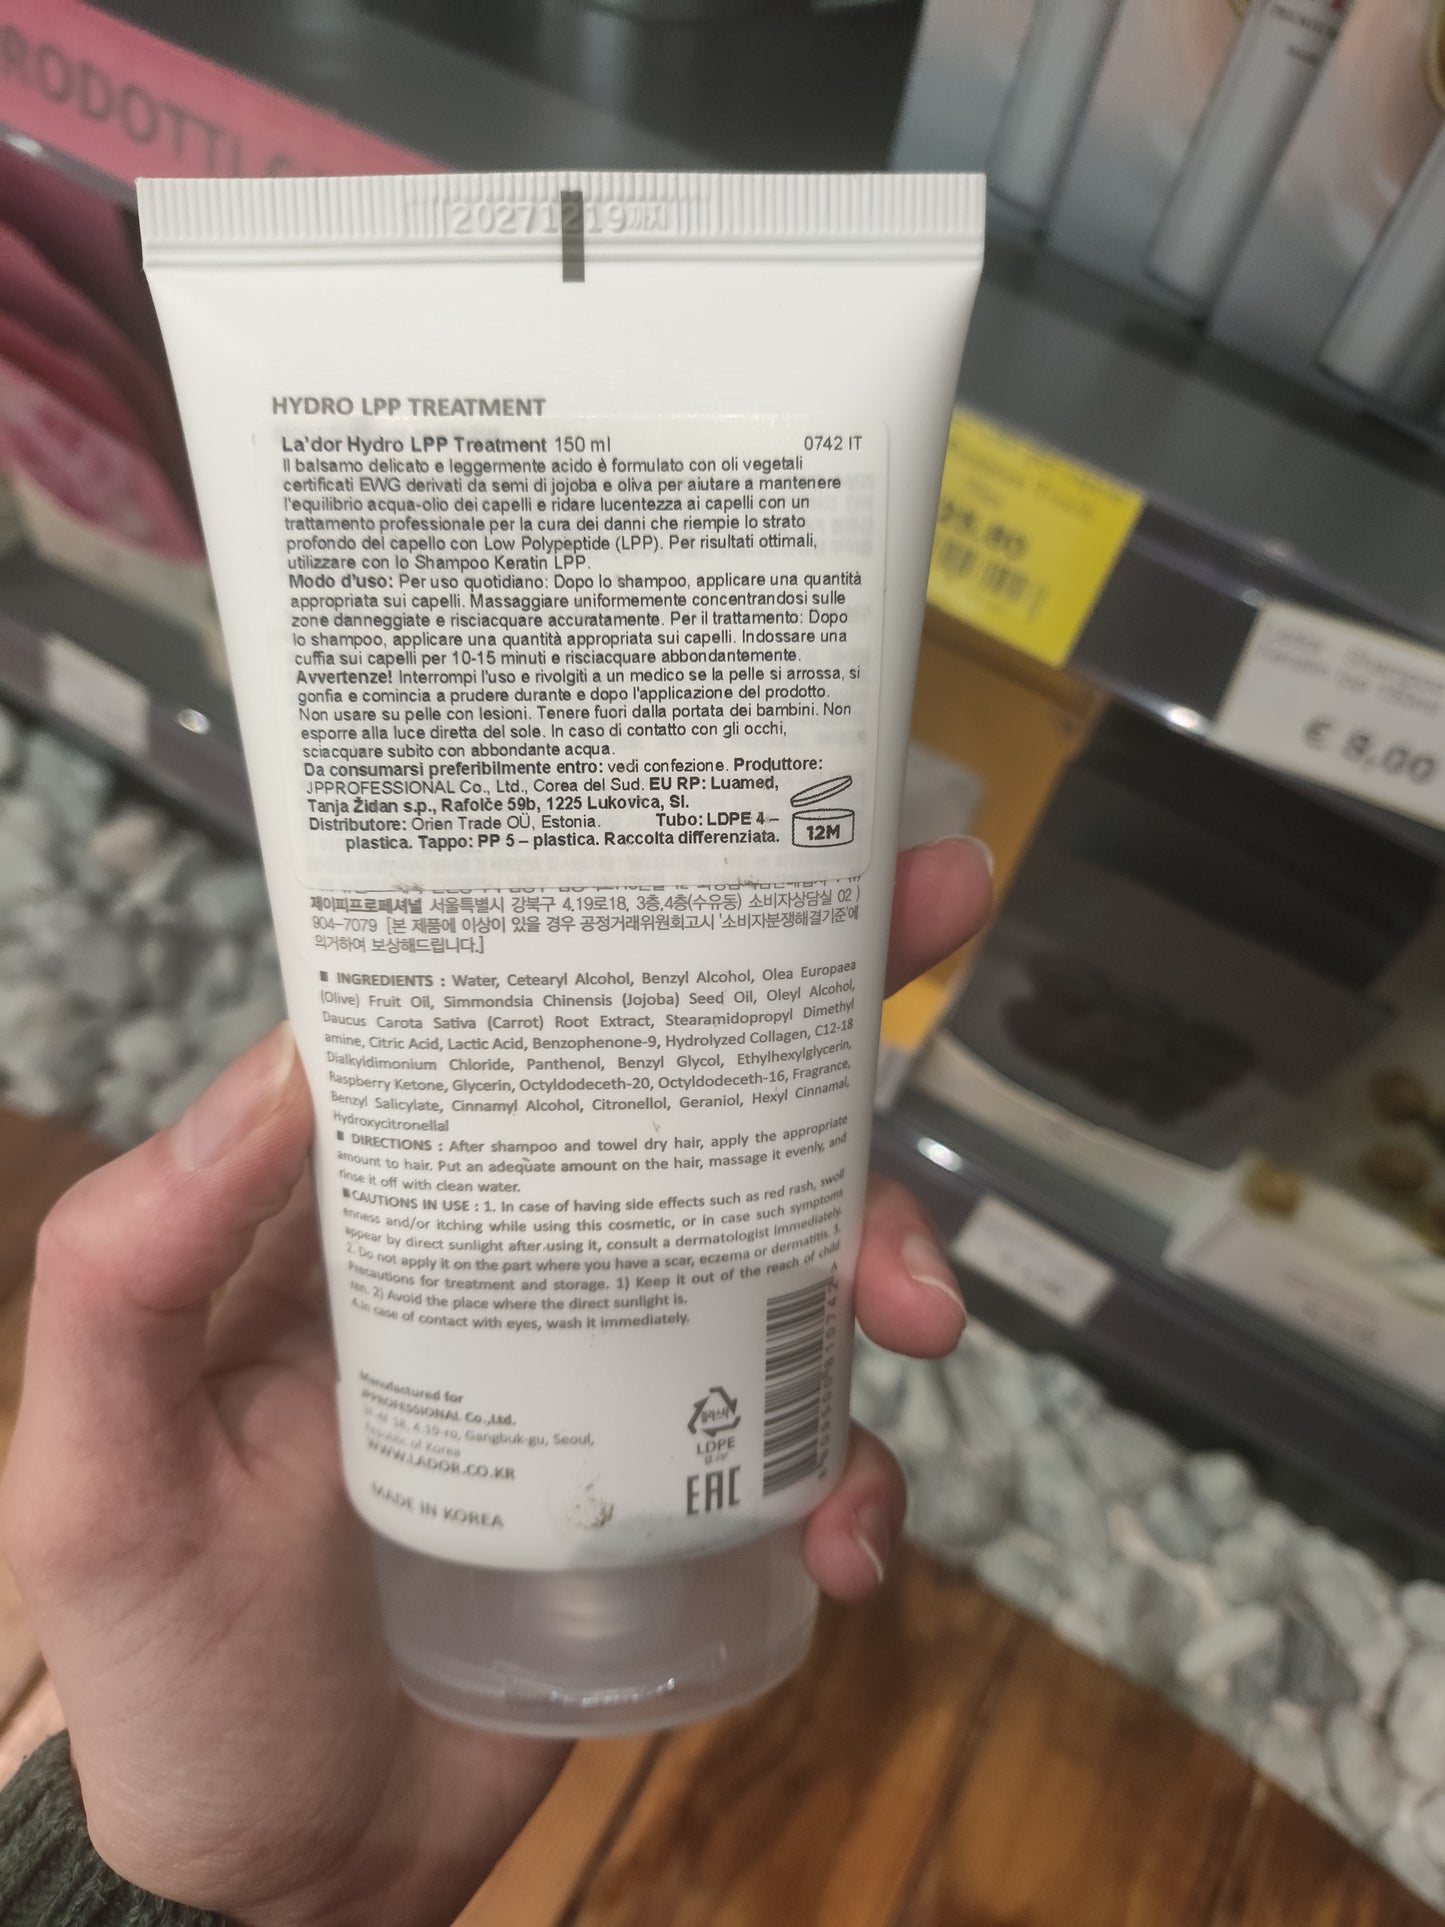 RODOTTI
20271219까지
HYDRO LPP TREATMENT
La'dor Hydro LPP Treatment 150 ml 0742 IT
Il balsamo delicato e leggermente acido è formulato con oli vegetali
certificati EWG derivati da semi di jojoba e oliva per aiutare a mantenere
l'equilibrio acqua-olio dei capelli e ridare lucentezza ai capelli con un
trattamento professionale per la cura dei danni che riempie lo strato
profondo del capello con Low Polypeptide (LPP). Per risultati ottimali,
utilizzare con lo Shampoo Keratin LPP.
Modo d'uso: Per uso quotidiano: Dopo lo shampoo, applicare una quantità
appropriata sui capelli. Massaggiare uniformemente concentrandosi sulle
zone danneggiate e risciacquare accuratamente. Per il trattamento: Dopo
lo shampoo, applicare una quantità appropriata sui capelli. Indossare una
cuffia sui capelli per 10-15 minuti e risciacquare abbondantemente.
Avvertenze! Interrompi l'uso e rivolgiti a un medico se la pelle si arrossa, si
gonfia e comincia a prudere durante e dopo l'applicazione del prodotto.
Non usare su pelle con lesioni. Tenere fuori dalla portata dei bambini. Non
esporre alla luce diretta del sole. In caso di contatto con gli occhi,
sciacquare subito con abbondante acqua.
Da consumarsi preferibilmente entro: vedi confezione. Produttore:
JPPROFESSIONAL Co., Ltd., Corea del Sud. EU RP: Luamed,
Tanja Židan s.p., Rafolče 59b, 1225 Lukovica, Sl.
Distributore: Orien Trade OÜ, Estonia. Tubo: LDPE 4 –
plastica. Tappo: PP 5 – plastica. Raccolta differenziata.
12M
제이피프로페셔널 서울특별시 강북구 4.19로18, 3층,4층(수유동) 소비자상담실 02 )
904-7079 [본 제품에 이상이 있을 경우 공정거래위원회고시 '소비자분쟁해결기준'에
의거하여 보상해드립니다.]
INGREDIENTS : Water, Cetearyl Alcohol, Benzyl Alcohol, Olea Europaea
(Olive) Fruit Oil, Simmondsia Chinensis (Jojoba) Seed Oil, Oleyl Alcohol,
Daucus Carota Sativa (Carrot) Root Extract, Stearamidopropyl Dimethyl
amine, Citric Acid, Lactic Acid, Benzophenone-9, Hydrolyzed Collagen, C12-18
Dialkyldimonium Chloride, Panthenol, Benzyl Glycol, Ethylhexylglycerin,
Raspberry Ketone, Glycerin, Octyldodeceth-20, Octyldodeceth-16, Fragrance,
Benzyl Salicylate, Cinnamyl Alcohol, Citronellol, Geraniol, Hexyl Cinnamal,
Hydroxycitronellal
DIRECTIONS : After shampoo and towel dry hair, apply the appropriate
amount to hair. Put an adequate amount on the hair, massage it evenly, and
rinse it off with clean water.
CAUTIONS IN USE : 1. In case of having side effects such as red rash, swoll
enness and/or itching while using this cosmetic, or in case such symptoms
appear by direct sunlight after using it, consult a dermatologist immediately.
2. Do not apply it on the part where you have a scar, eczema or dermatitis. 3.
Precautions for treatment and storage. 1) Keep it out of the reach of child
ren. 2) Avoid the place where the direct sunlight is.
4.In case of contact with eyes, wash it immediately.
Manufactured for
JPPROFESSIONAL Co.,Ltd.
18, 4.19-ro, Gangbuk-gu, Seoul,
Republic of Korea
WWW.LADOR.CO.KR
MADE IN KOREA
플라스틱
LDPE
EAC
€ 8,00